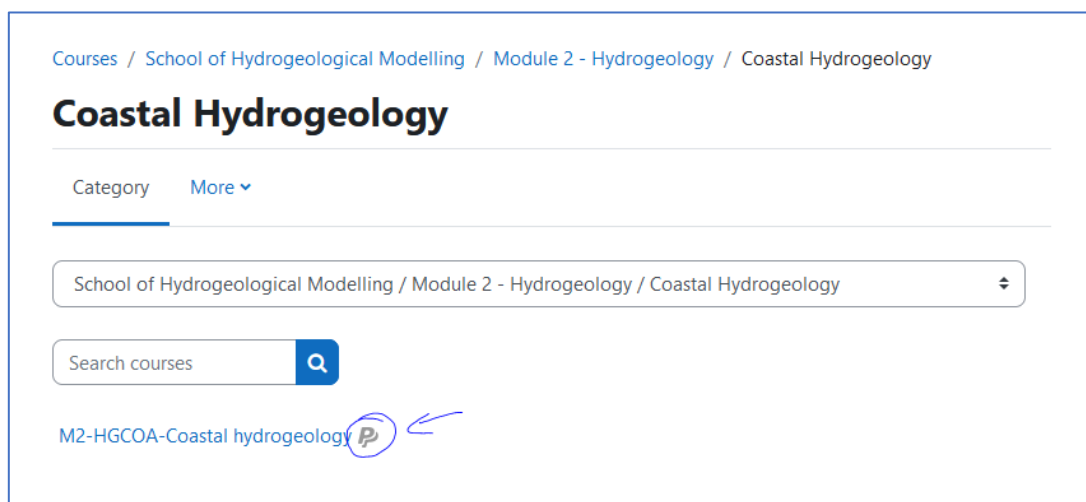 Courses / School of Hydrogeological Modelling / Module 2 - Hydrogeology / Coastal Hydrogeology
Coastal Hydrogeology
Category More
School of Hydrogeological Modelling / Module 2 - Hydrogeology / Coastal Hydrogeology
Search courses
M2-HGCOA-Coastal hydrogeology